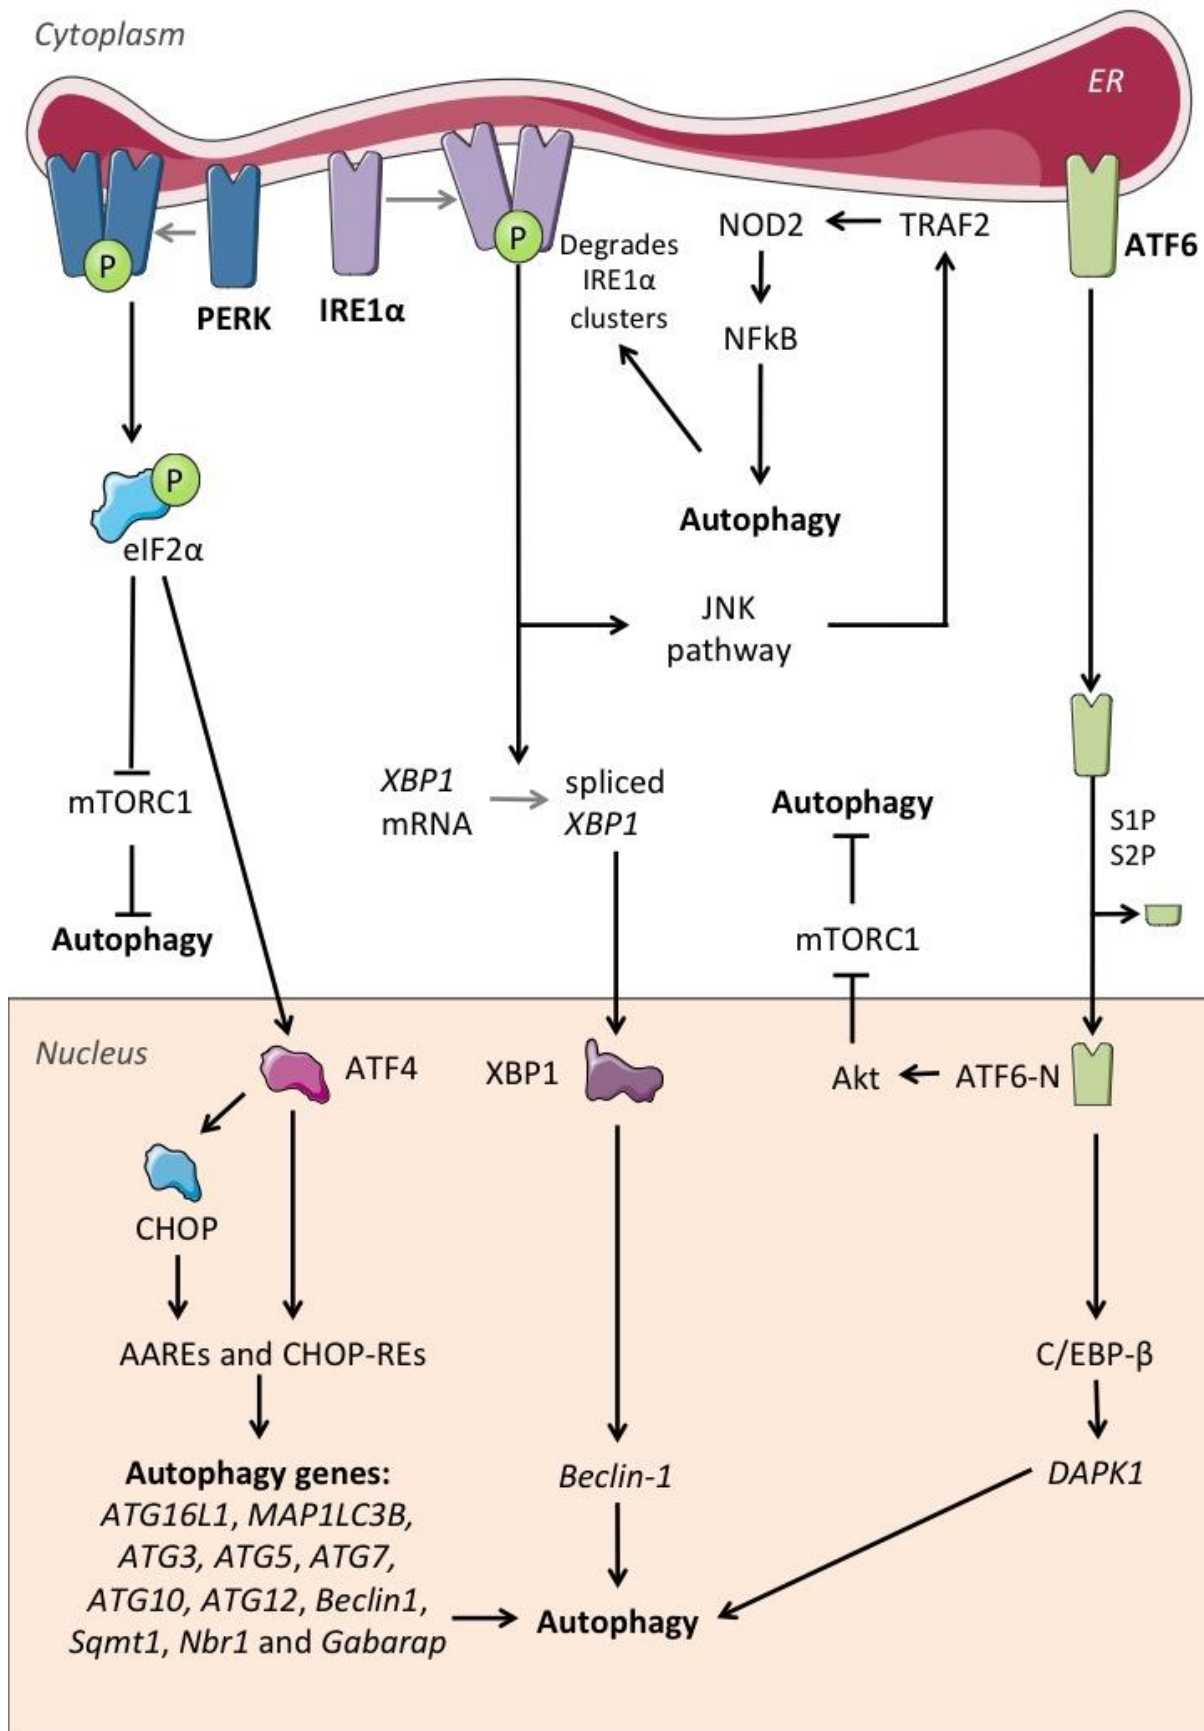 Cytoplasm
ER
P
PERK
IRE1α
P
Degrades
IRE1α
clusters
NOD2
TRAF2
NFkB
ATF6
P
eIF2α
Autophagy
JNK
pathway
mTORC1
Autophagy
XBP1
mRNA
spliced
XBP1
Autophagy
mTORC1
S1P
S2P
Nucleus
ATF4
XBP1
Akt
ATF6-N
CHOP
AAREs and CHOP-REs
C/EBP-β
Autophagy genes:
ATG16L1, MAP1LC3B,
ATG3, ATG5, ATG7,
ATG10, ATG12, Beclin1,
Sqmt1, Nbr1 and Gabarap
Beclin-1
DAPK1
Autophagy